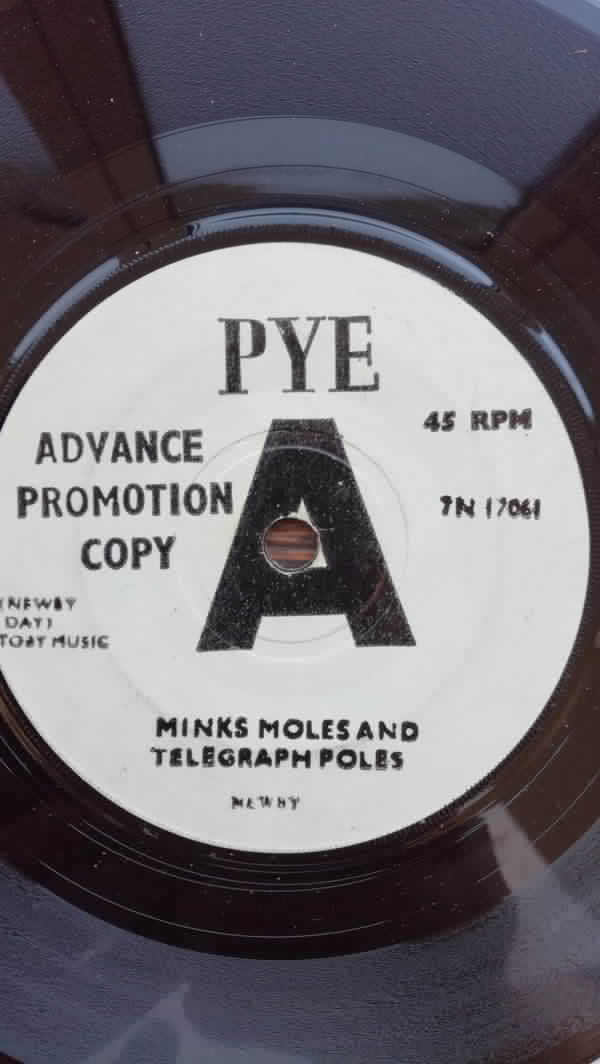 PYE
45 RPM
ADVANCE
PROMOTION
COPY
7N 17061
A
(NEWBY
DAY)
TOBY MUSIC
MINKS MOLES AND
TELEGRAPH POLES
NEWBY